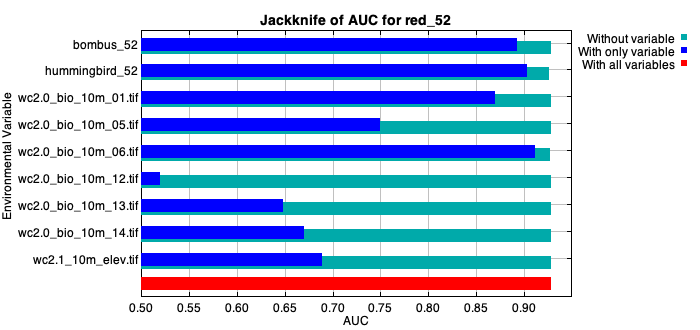 Jackknife of AUC for red_52
Without variable
With only variable
With all variables
Environmental Variable
bombus_52
hummingbird_52
wc2.0_bio_10m_01.tif
wc2.0_bio_10m_05.tif
wc2.0_bio_10m_06.tif
wc2.0_bio_10m_12.tif
wc2.0_bio_10m_13.tif
wc2.0_bio_10m_14.tif
wc2.1_10m_elev.tif
0.50 0.55 0.60 0.65 0.70 0.75 0.80 0.85 0.90
AUC